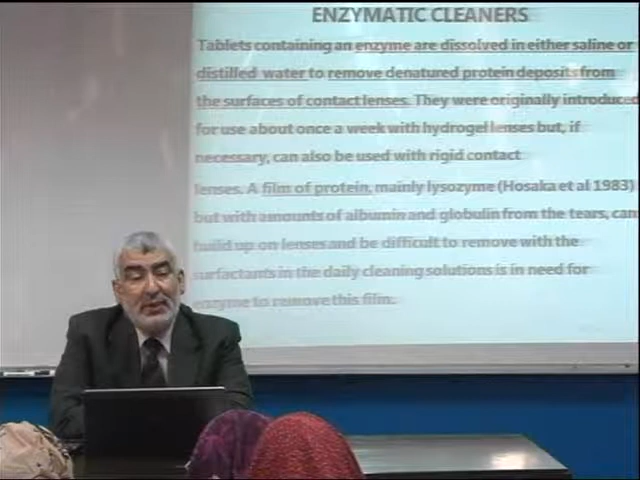 ENZYMATIC CLEANERS
Tablets containing an enzyme are dissolved in either saline or
distilled water to remove denatured protein deposits from
the surfaces of contact lenses. They were originally introduced
for use about once a week with hydrogel lenses but, if
necessary, can also be used with rigid contact
lenses. A film of protein, mainly lysozyme (Hosaka et al 1983)
but with amounts of albumin and globulin from the tears, can
build up on lenses and be difficult to remove with the
surfactants in the daily cleaning solutions is in need for
enzyme to remove this film.